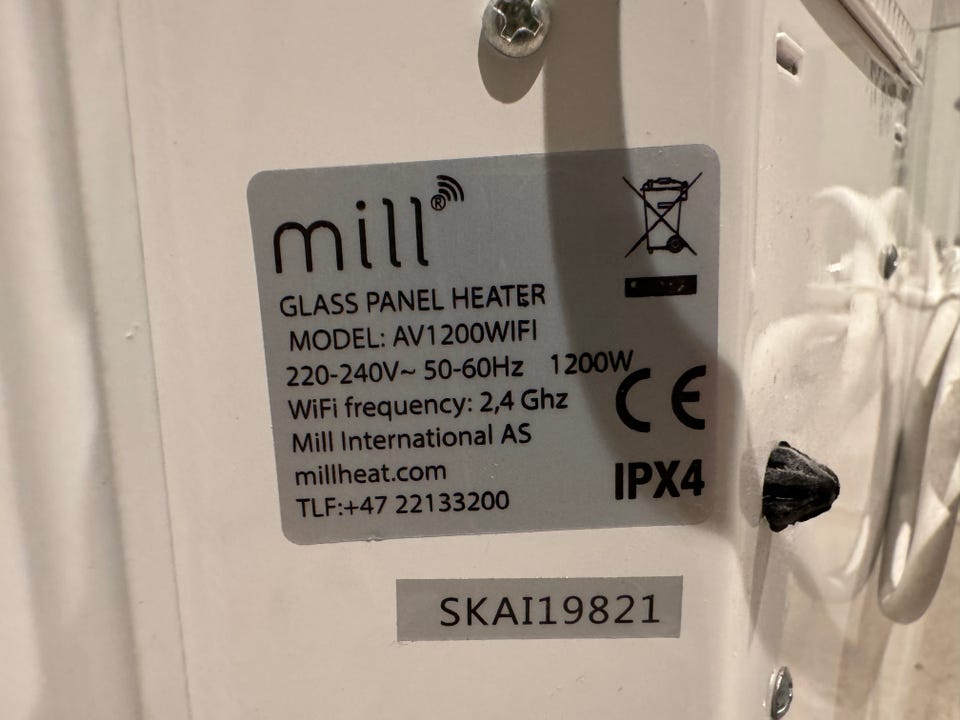 mill®
GLASS PANEL HEATER
MODEL: AV1200WIFI
220-240V~ 50-60Hz 1200W
WiFi frequency: 2,4 Ghz
Mill International AS
millheat.com
TLF:+47 22133200
CE
IPX4
SKAI19821